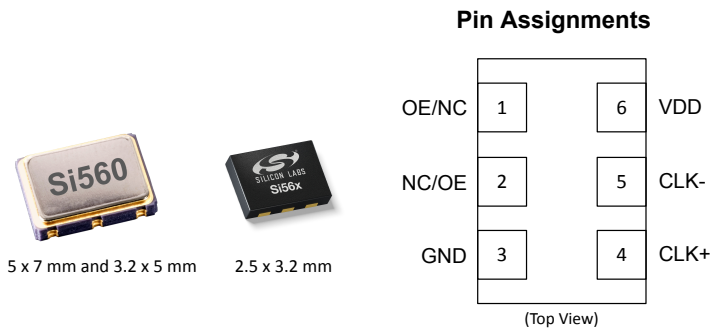 Pin Assignments
OE/NC 1 6 VDD
NC/OE 2 5 CLK-
GND 3 4 CLK+
(Top View)
Si560
SILICON LABS
Si56x
5 x 7 mm and 3.2 x 5 mm
2.5 x 3.2 mm